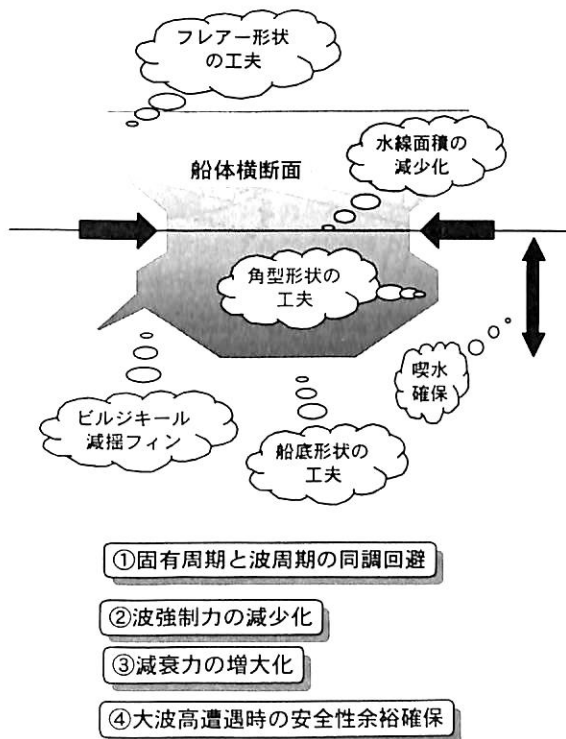 フレアー形状
の工夫
水線面積の
減少化
船体横断面
角型形状の
工夫
喫水
確保
ビルジキール
減揺フィン
船底形状の
工夫
①固有周期と波周期の同調回避
②波強制力の減少化
③減衰力の増大化
④大波高遭遇時の安全性余裕確保